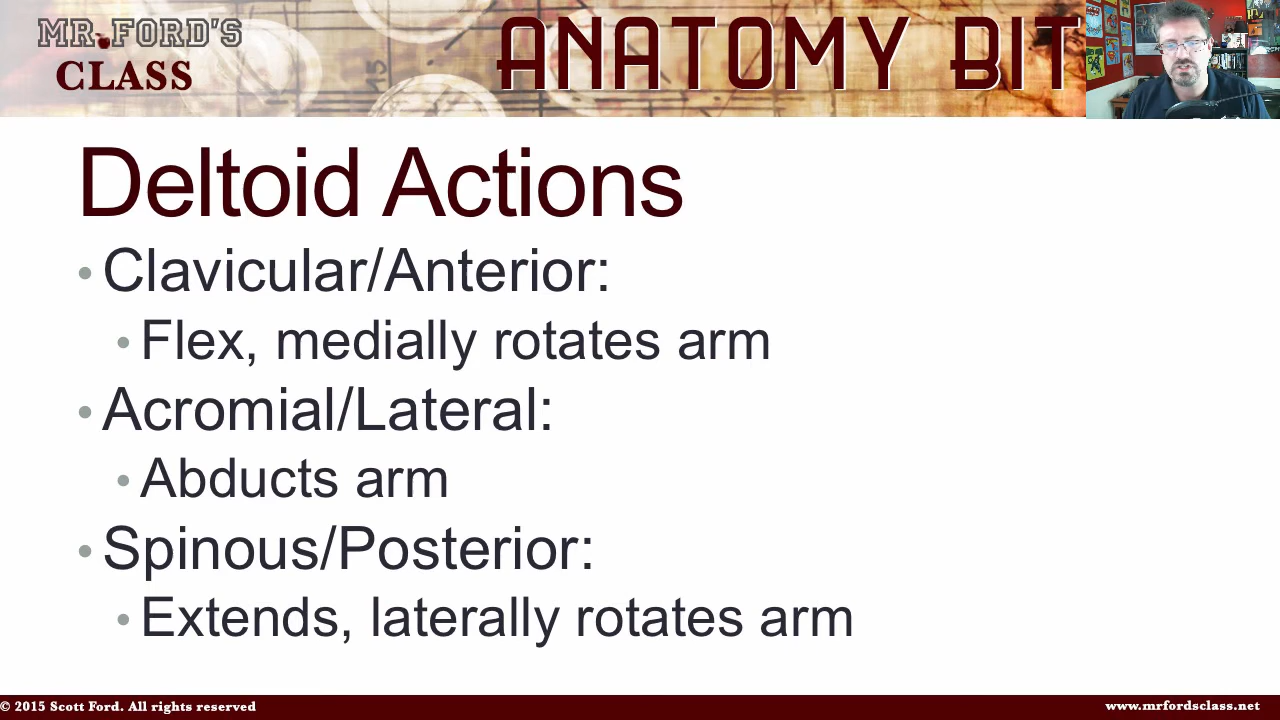 MR. FORD'S
CLASS
ANATOMY BIT
Deltoid Actions
• Clavicular/Anterior:
• Flex, medially rotates arm
• Acromial/Lateral:
• Abducts arm
• Spinous/Posterior:
• Extends, laterally rotates arm
© 2015 Scott Ford. All rights reserved
www.mrfordsclass.net